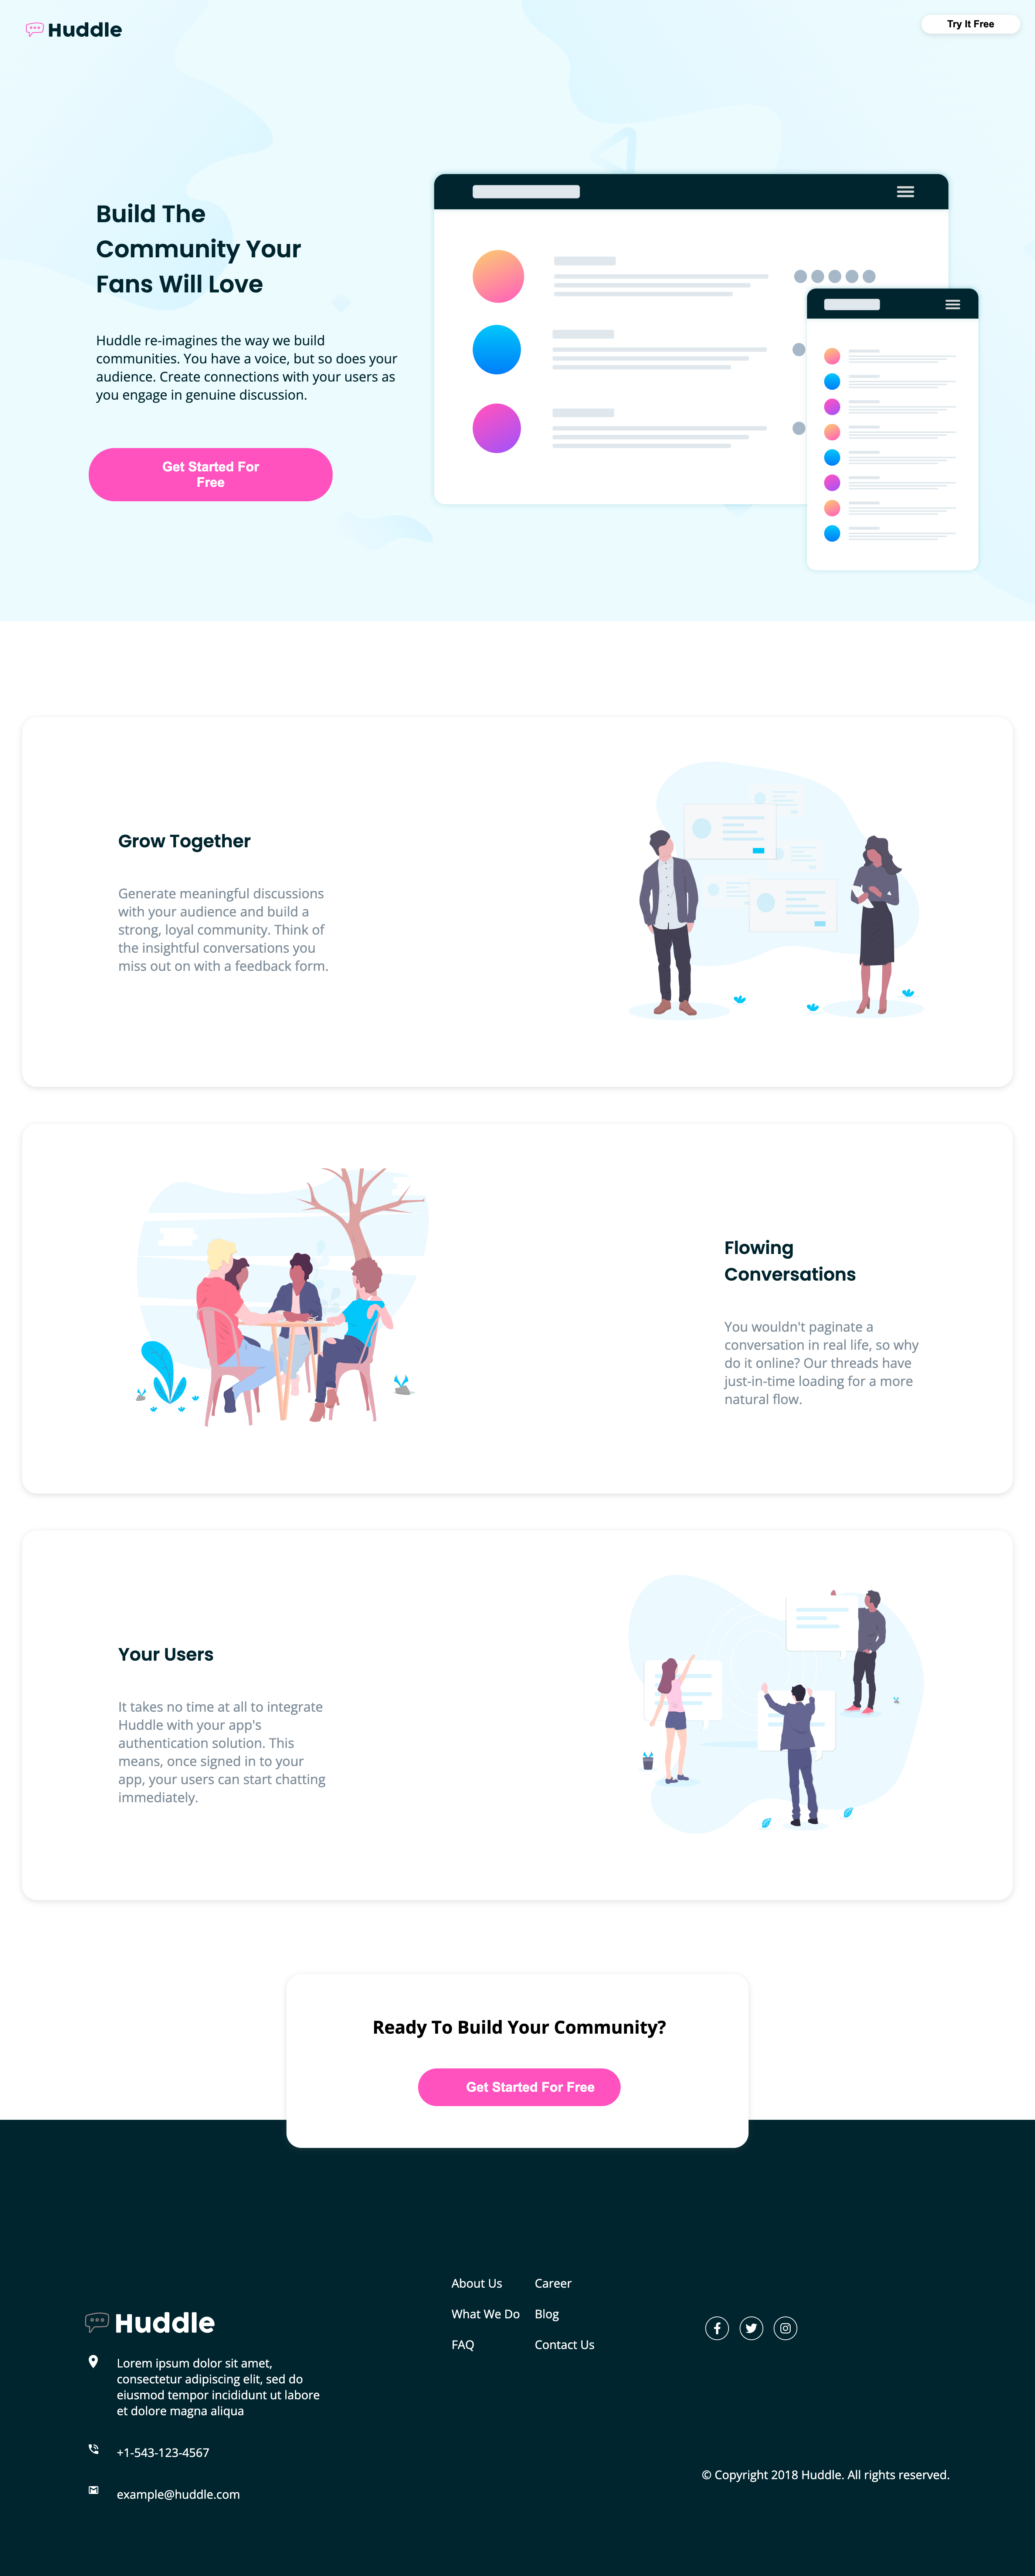 Huddle
Try It Free
Build The
Community Your
Fans Will Love
Huddle re-imagines the way we build
communities. You have a voice, but so does your
audience. Create connections with your users as
you engage in genuine discussion.
Get Started For
Free
Grow Together
Generate meaningful discussions
with your audience and build a
strong, loyal community. Think of
the insightful conversations you
miss out on with a feedback form.
Flowing
Conversations
You wouldn't paginate a
conversation in real life, so why
do it online? Our threads have
just-in-time loading for a more
natural flow.
Your Users
It takes no time at all to integrate
Huddle with your app's
authentication solution. This
means, once signed in to your
app, your users can start chatting
immediately.
Ready To Build Your Community?
Get Started For Free
Huddle
Lorem ipsum dolor sit amet,
consectetur adipiscing elit, sed do
eiusmod tempor incididunt ut labore
et dolore magna aliqua
+1-543-123-4567
example@huddle.com
About Us
What We Do
FAQ
Career
Blog
Contact Us
© Copyright 2018 Huddle. All rights reserved.